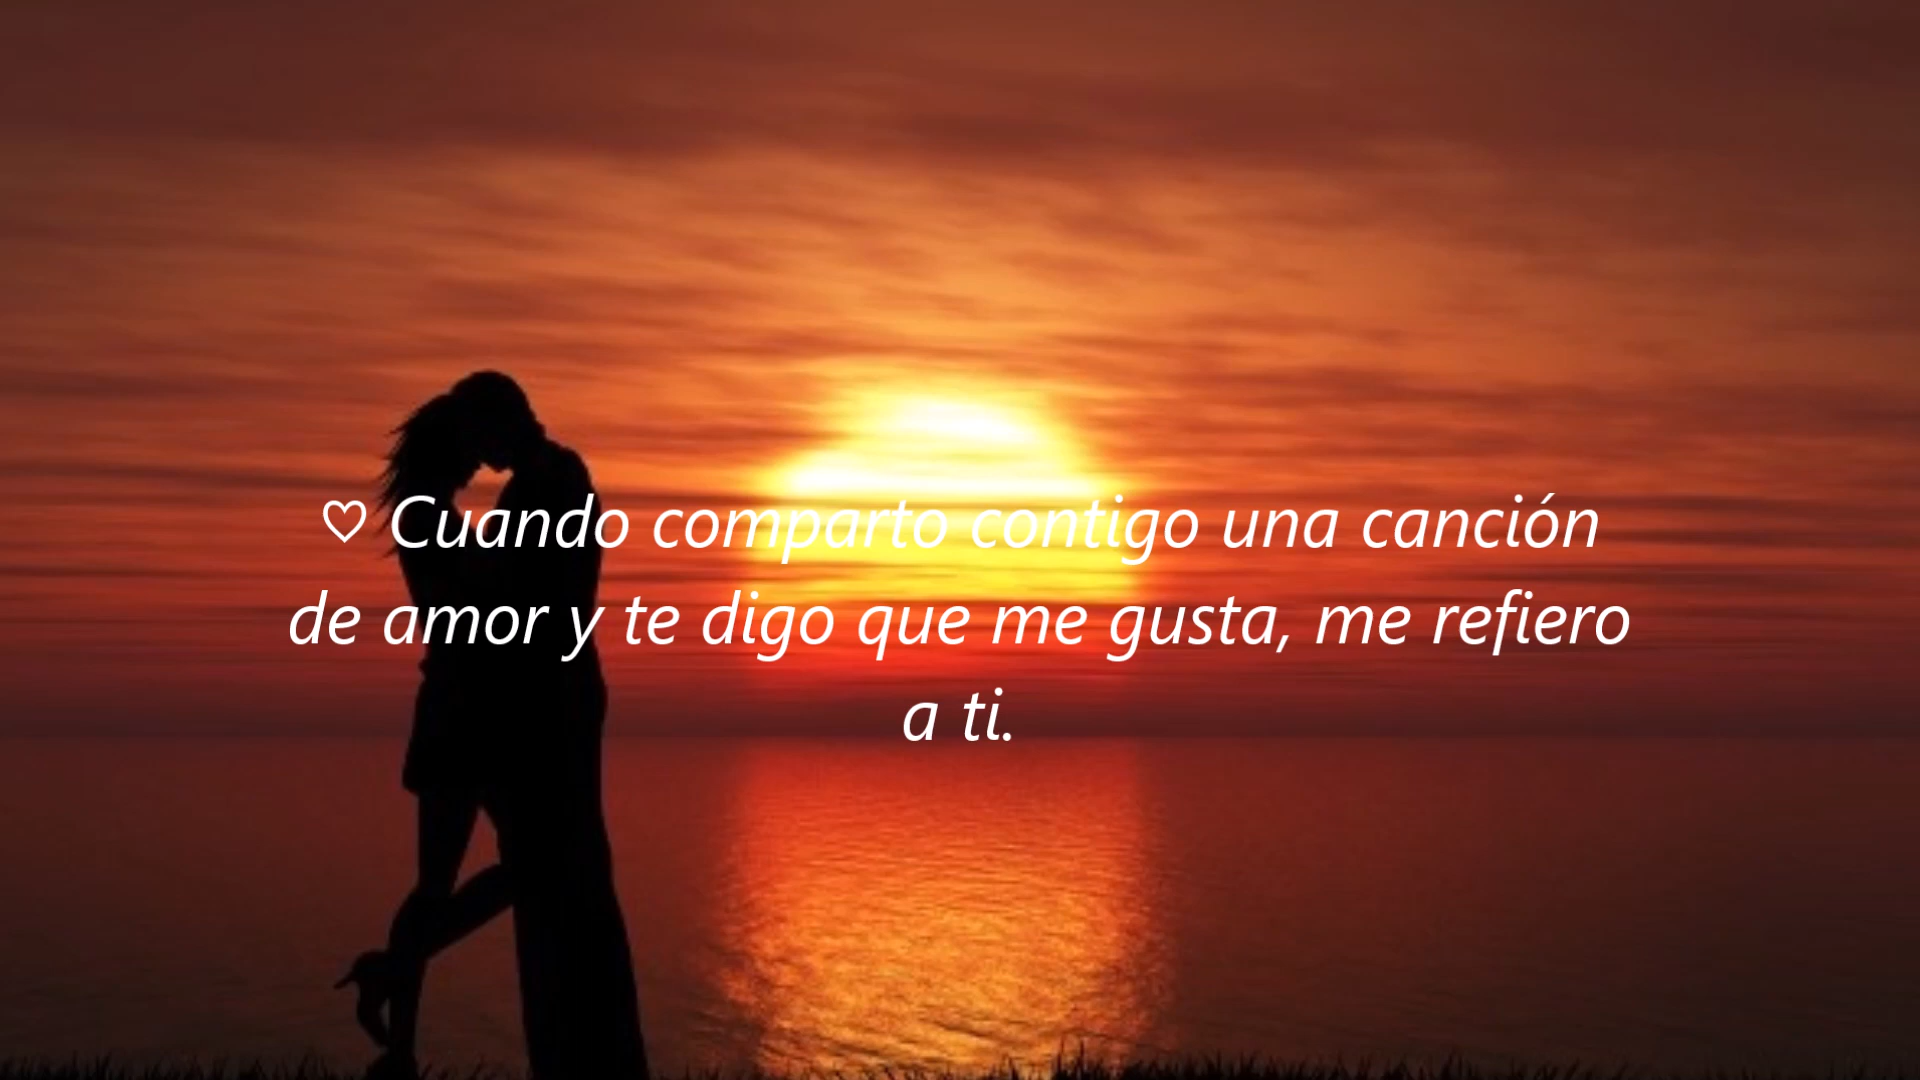 ♡ Cuando comparto contigo una canción
de amor y te digo que me gusta, me refiero
a ti.